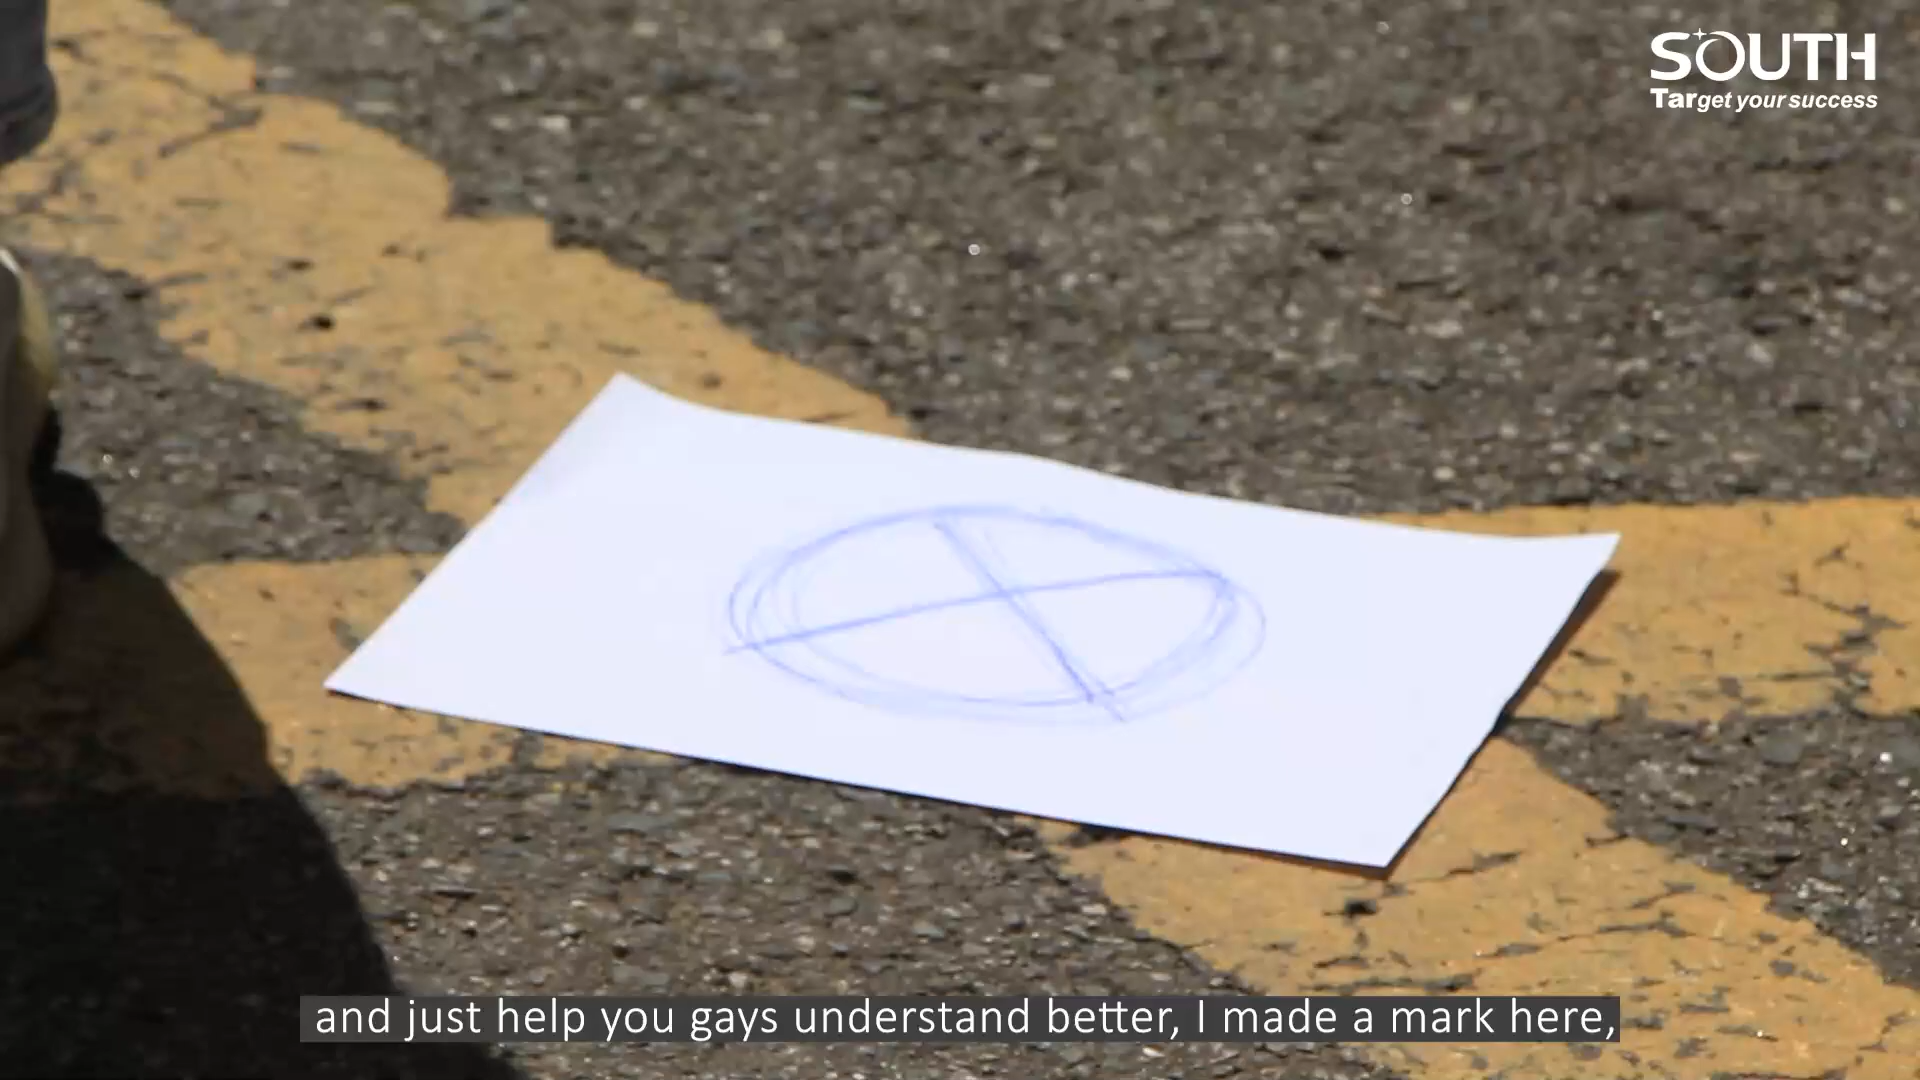 SOUTH
Target your success
and just help you gays understand better, I made a mark here,